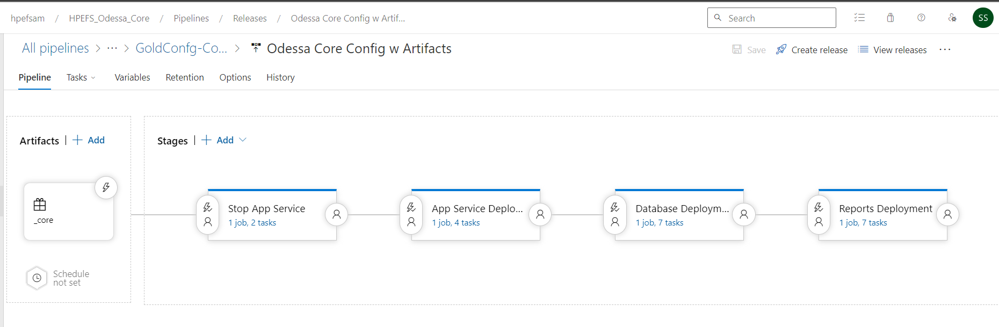 hpefsam / HPEFS_Odessa_Core / Pipelines / Releases / Odessa Core Config w Artif...
Search
SS
All pipelines > ··· > GoldConfg-Co... > Odessa Core Config w Artifacts
Save Create release View releases ···
Pipeline Tasks Variables Retention Options History
Artifacts | + Add
Stages | + Add
_core
Schedule
not set
Stop App Service
1 job, 2 tasks
App Service Deplo...
1 job, 4 tasks
Database Deploym...
1 job, 7 tasks
Reports Deployment
1 job, 7 tasks